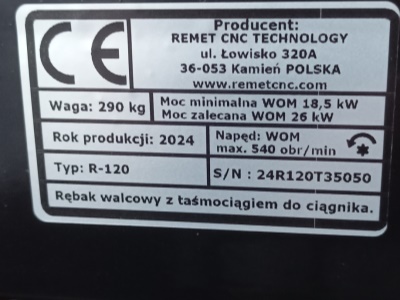 CE
Producent:
REMET CNC TECHNOLOGY
ul. Łowisko 320A
36-053 Kamień POLSKA
www.remetcnc.com
Waga: 290 kg
Moc minimalna WOM 18,5 kW
Moc zalecana WOM 26 kW
Rok produkcji: 2024
Napęd: WOM
max. 540 obr/min
Typ: R-120
S/N : 24R120T35050
Rębak walcowy z taśmociągiem do ciągnika.